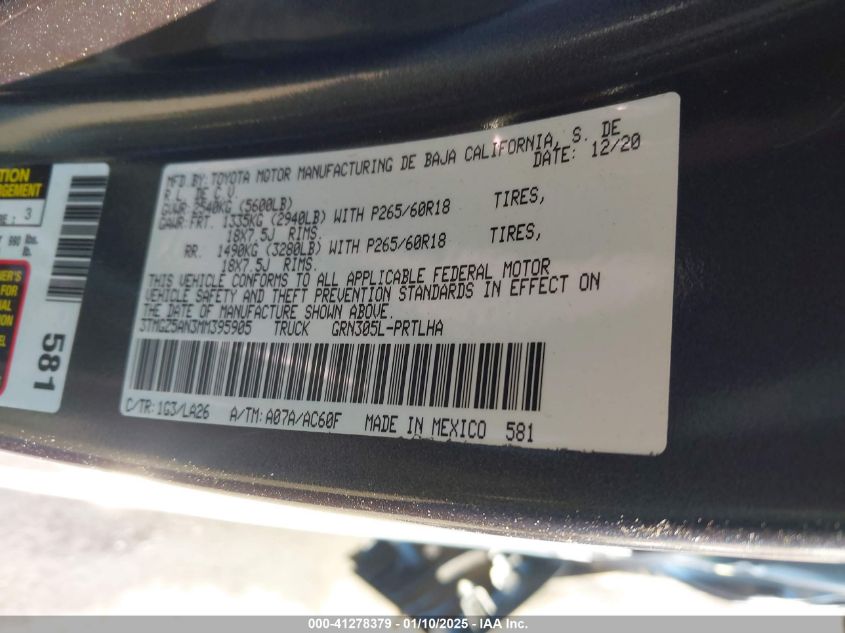 MFD.BY:TOYOTA MOTOR MANUFACTURING DE BAJA CALIFORNIA, S. DE
R L. DE C V. DATE: 12/20
GVWR 2540KG (5600LB)
GAWR:FRT. 1335KG (2940LB) WITH P265/60R18 TIRES,
18X7.5J RIMS.
RR. 1490KG (3280LB) WITH P265/60R18 TIRES,
18X7.5J RIMS.
THIS VEHICLE CONFORMS TO ALL APPLICABLE FEDERAL MOTOR
VEHICLE SAFETY AND THEFT PREVENTION STANDARDS IN EFFECT ON
THE DATE OF MANUFACTURE SHOWN ABOVE.
3TMGZ5AN3MM395905 TRUCK GRN305L-PRTLHA
C/TR:1G3/LA26 A/TM:A07A/AC60F MADE IN MEXICO 581
3
lbs.
581
000-41278379 — 01/10/2025 — IAA Inc.